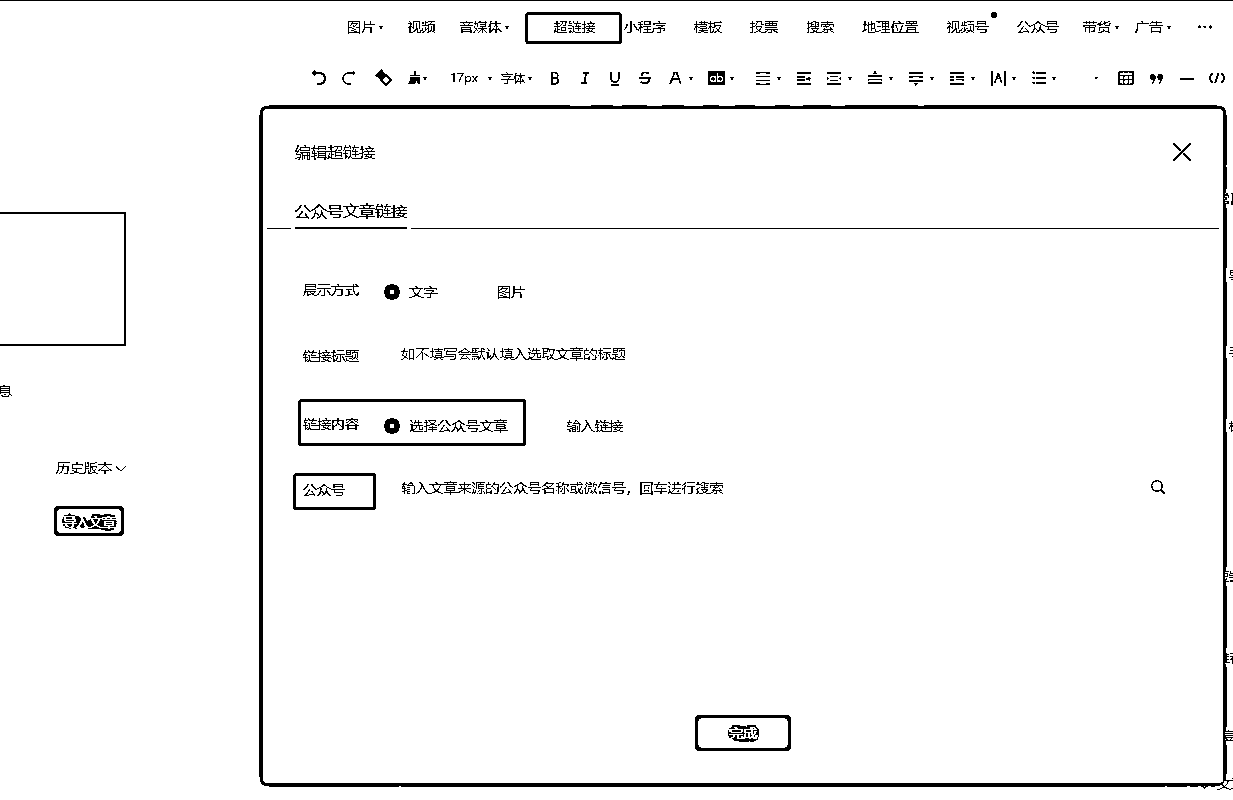 图片 视频 音媒体 超链接 小程序 模板 投票 搜索 地理位置 视频号 公众号 带货 广告 ···
17px 字体 B I U S A ab A
编辑超链接
公众号文章链接
展示方式 文字 图片
链接标题 如不填写会默认填入选取文章的标题
息
链接内容 选择公众号文章 输入链接
历史版本
公众号 输入文章来源的公众号名称或微信号，回车进行搜索
导入文章
完成